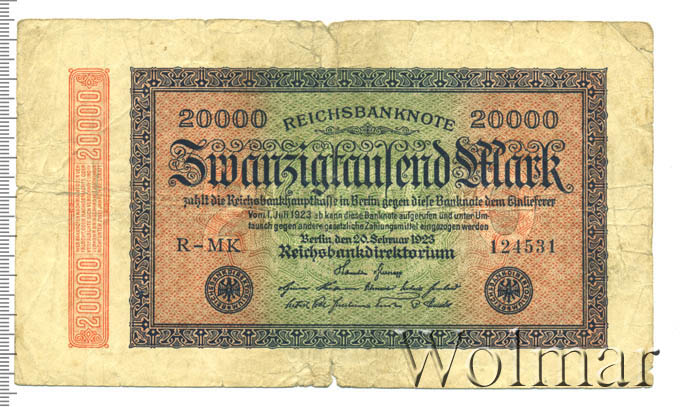 20000 REICHSBANKNOTE 20000
Zwanzigtausend Mark
zahlt die Reichsbankhauptkasse in Berlin gegen diese Banknote dem Einlieferer
Vom 1. Juli 1923 ab kann diese Banknote aufgerufen und unter Um-
tausch gegen andere gesetzliche Zahlungsmittel eingezogen werden
Berlin, den 20. Februar 1923
R-MK 124531
Reichsbankdirektorium
20000 20000
Wolmar